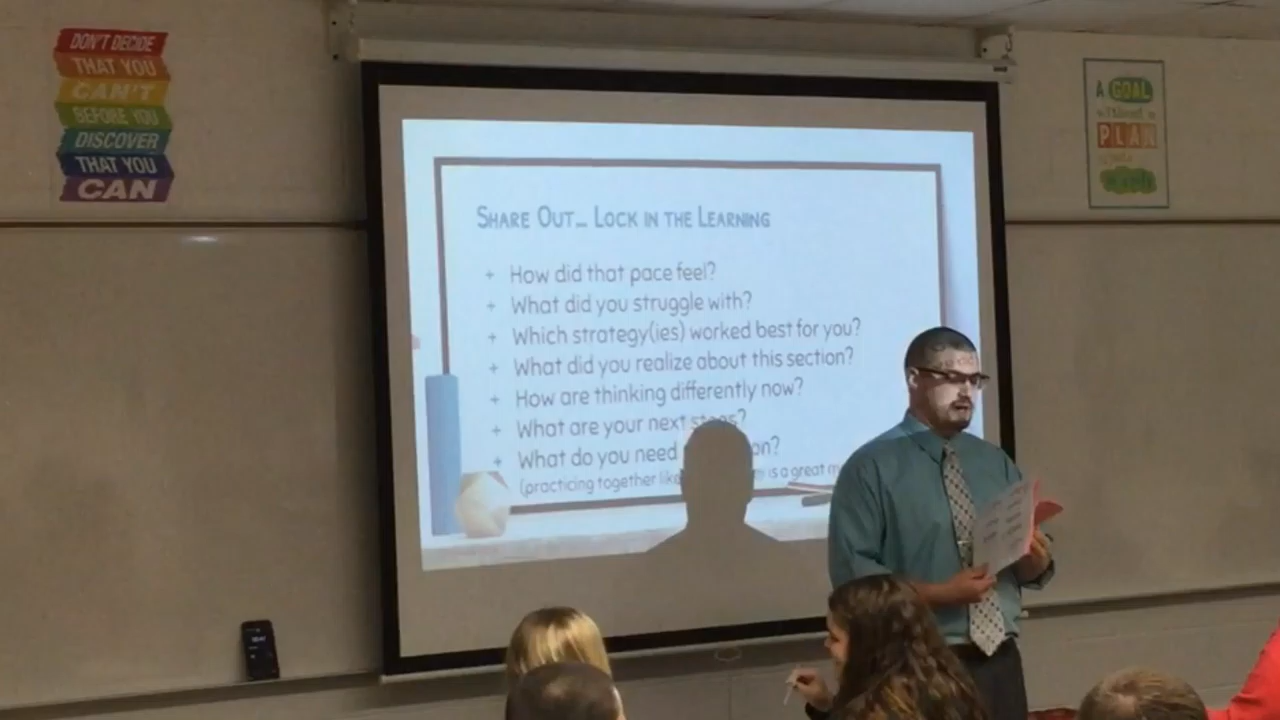 DON'T DECIDE
THAT YOU
CAN'T
BEFORE YOU
DISCOVER
THAT YOU
CAN
SHARE OUT... LOCK IN THE LEARNING
+ How did that pace feel?
+ What did you struggle with?
+ Which strategy(ies) worked best for you?
+ What did you realize about this section?
+ How are thinking differently now?
+ What are your next steps?
+ What do you need
(practicing together like is a great
A GOAL
without a
PLAN